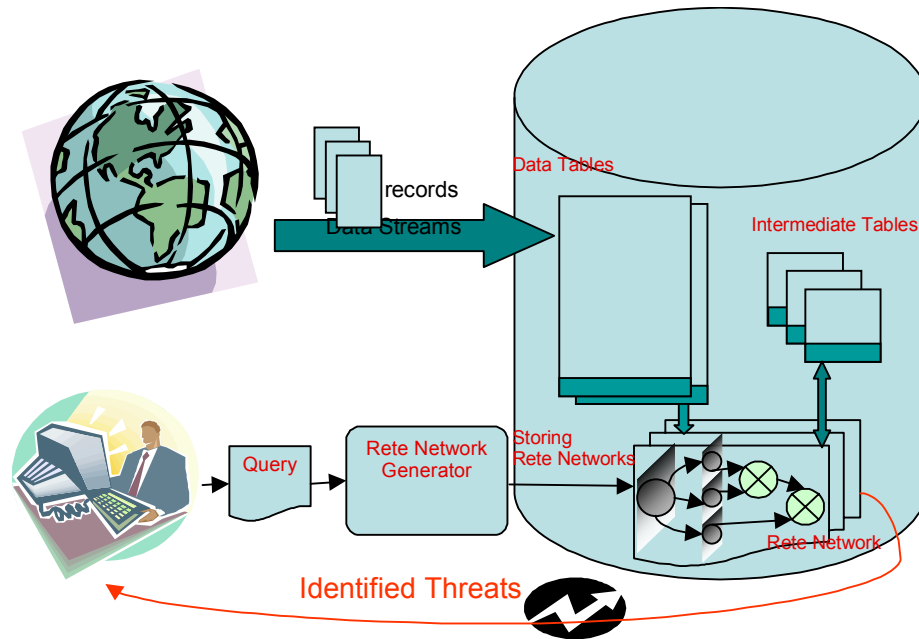 Data Tables
records
Data Streams
Intermediate Tables
Query
Rete Network
Generator
Storing
Rete Networks
Rete Network
Identified Threats